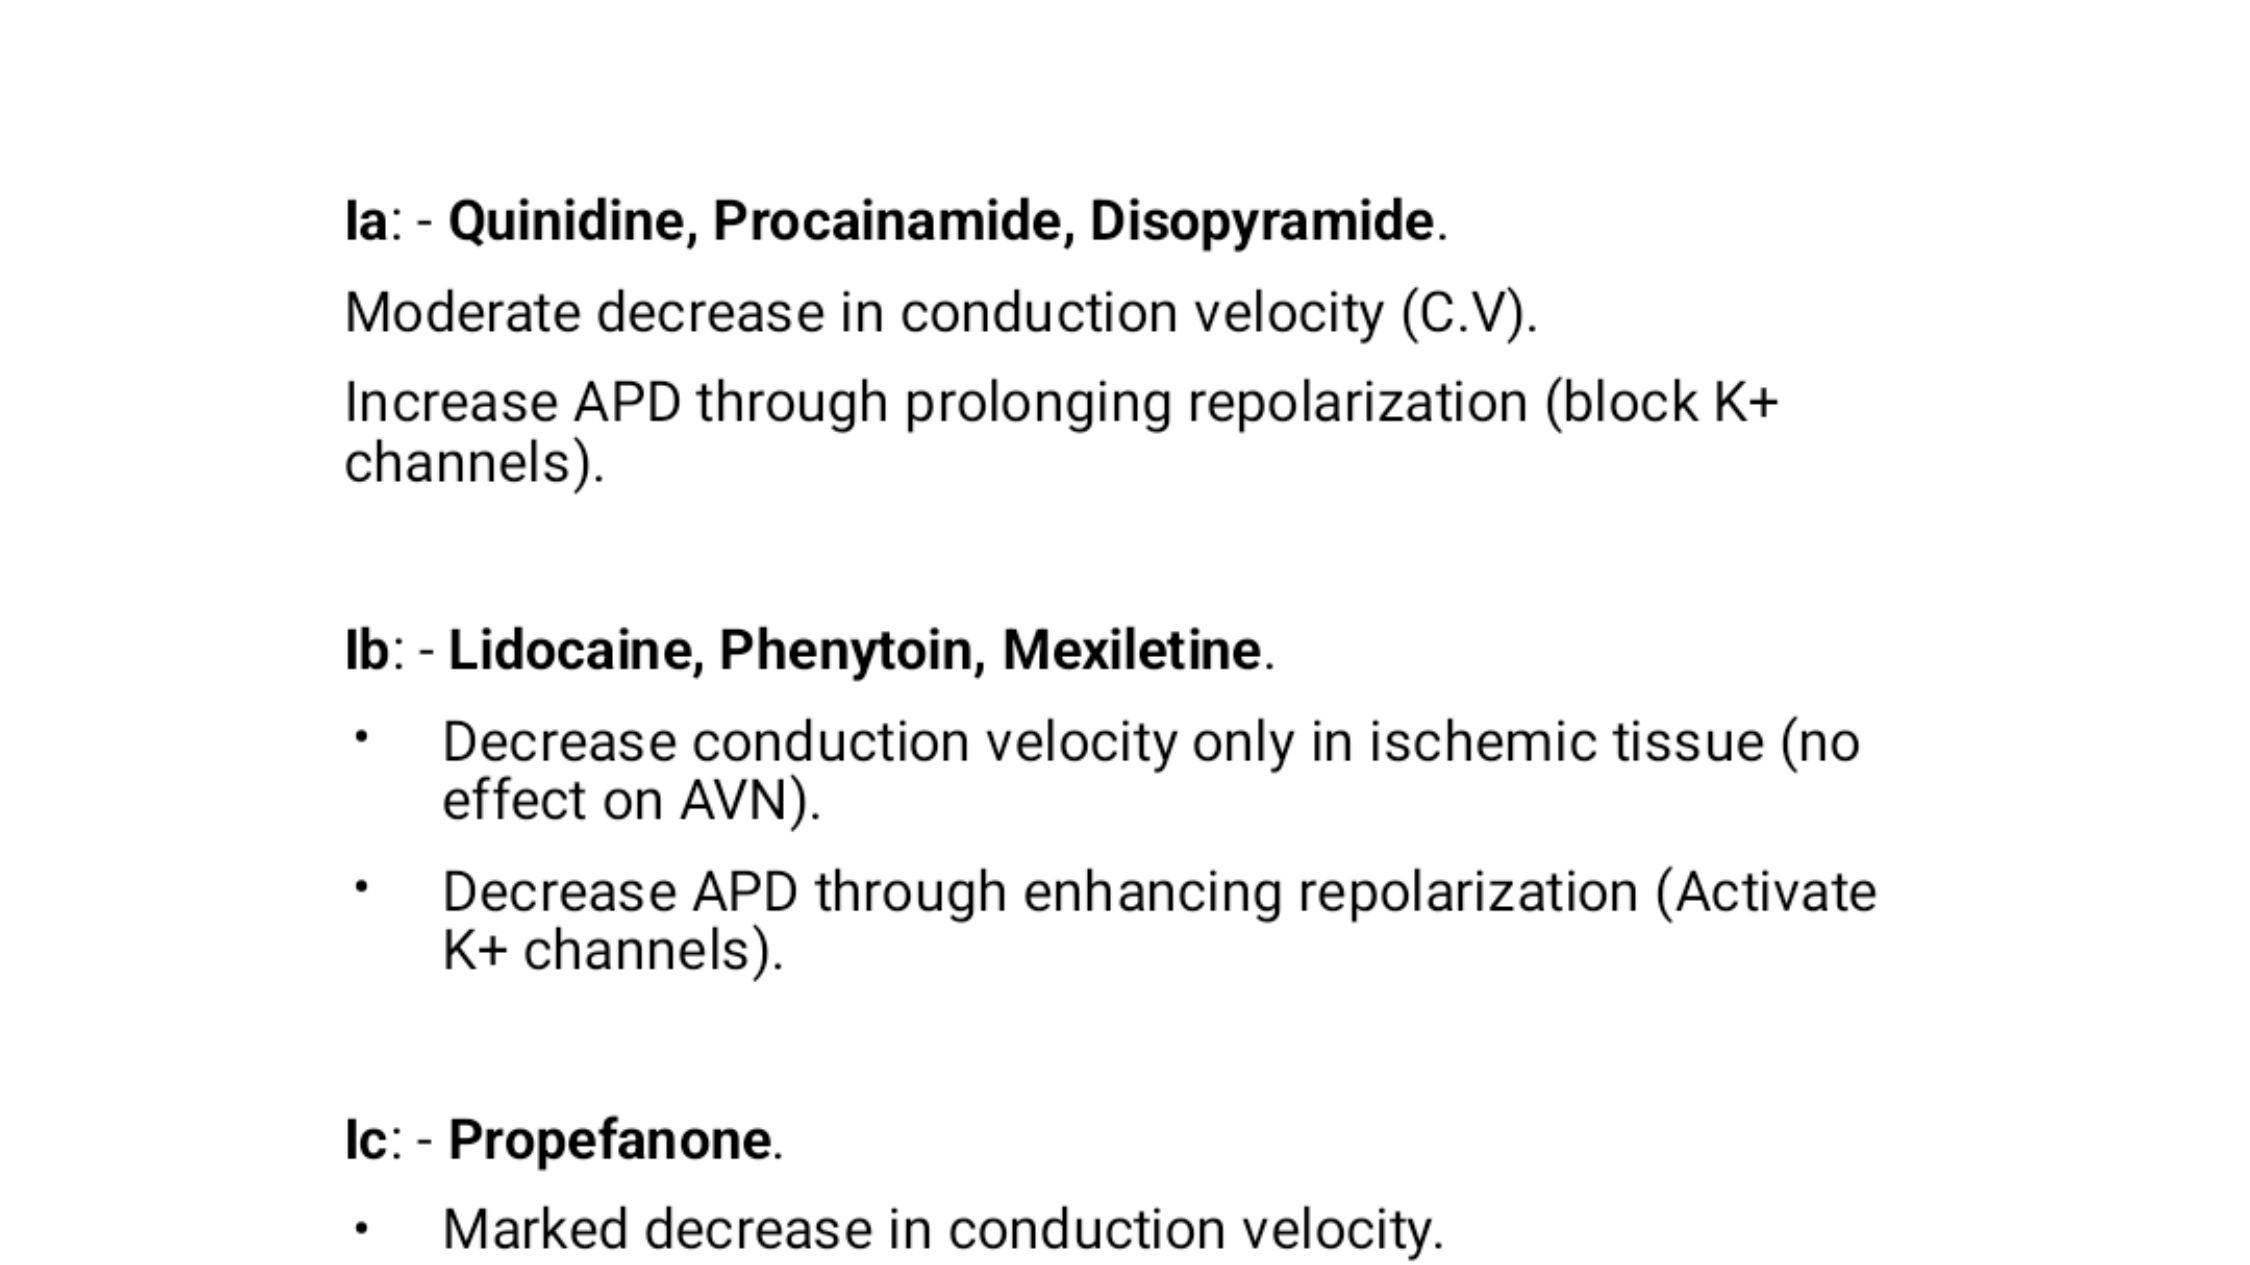 Ia: - Quinidine, Procainamide, Disopyramide.
Moderate decrease in conduction velocity (C.V).
Increase APD through prolonging repolarization (block K+
channels).
Ib: - Lidocaine, Phenytoin, Mexiletine.
• Decrease conduction velocity only in ischemic tissue (no
effect on AVN).
• Decrease APD through enhancing repolarization (Activate
K+ channels).
Ic: - Propefanone.
• Marked decrease in conduction velocity.